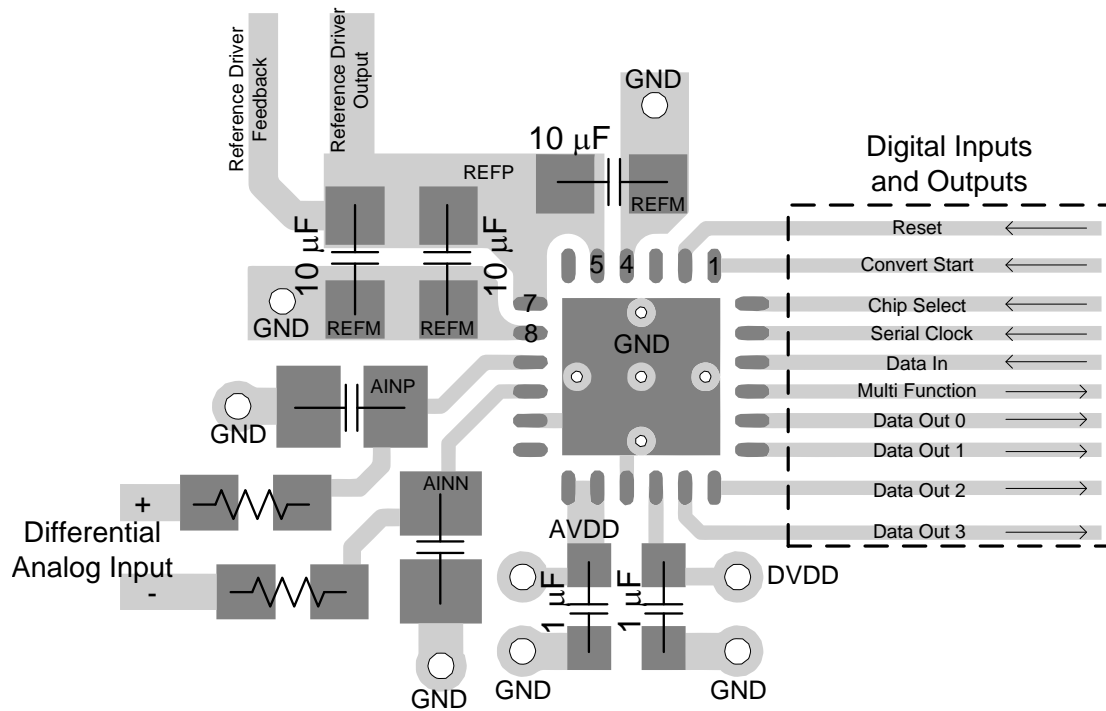 Reference Driver
Feedback
Reference Driver
Output
GND
10 μF
REFP
REFM
10 μF
10 μF
REFM
REFM
GND
Digital Inputs
and Outputs
Reset
Convert Start
Chip Select
Serial Clock
Data In
Multi Function
Data Out 0
Data Out 1
Data Out 2
Data Out 3
5
4
1
7
8
GND
AINP
GND
AINN
+
Differential
Analog Input
-
AVDD
DVDD
1 μF
1 μF
GND
GND
GND